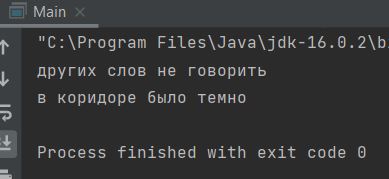 Main
"C:\Program Files\Java\jdk-16.0.2\b
других слов не говорить
в коридоре было темно
Process finished with exit code 0